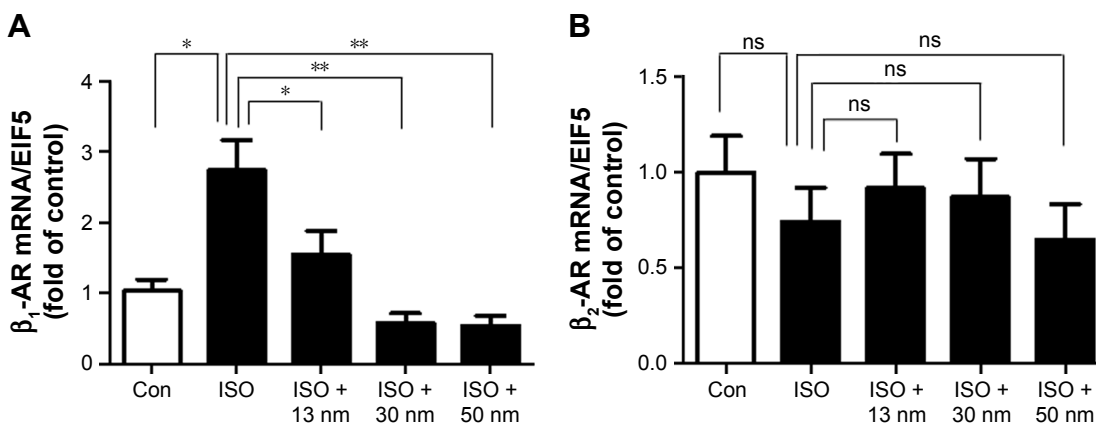 A
* **
**
*
β₁-AR mRNA/EIF5
(fold of control)
4
3
2
1
0
Con ISO ISO + ISO + ISO +
13 nm 30 nm 50 nm
B
ns ns
ns
ns
β₂-AR mRNA/EIF5
(fold of control)
1.5
1.0
0.5
0.0
Con ISO ISO + ISO + ISO +
13 nm 30 nm 50 nm